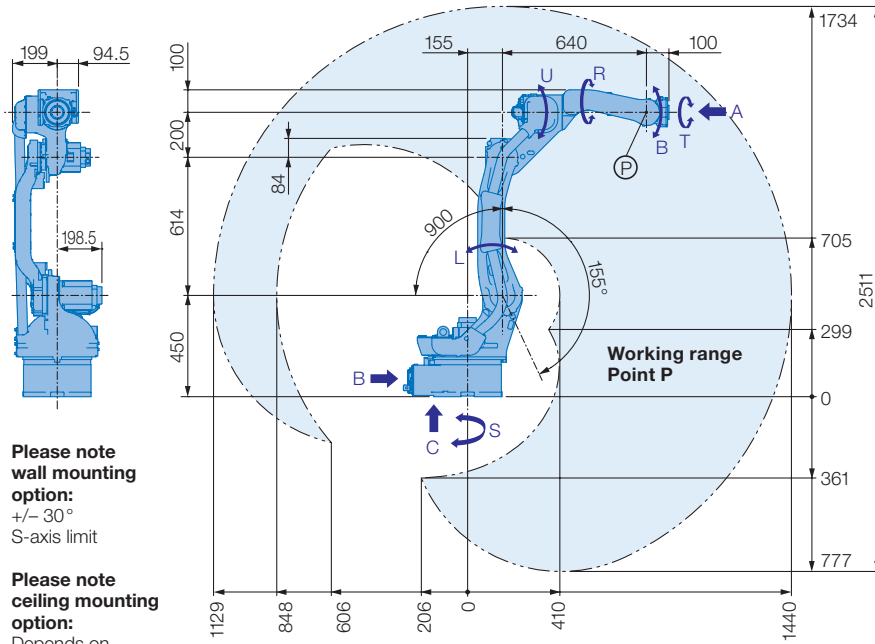 199
94.5
155
640
100
1734
100
U
R
A
B
T
P
200
84
900
614
L
155°
705
2511
299
450
Working range
Point P
B
0
C
S
361
777
Please note
wall mounting
option:
+/– 30°
S-axis limit
Please note
ceiling mounting
option:
Depends on
198.5
1129
848
606
206
0
410
1440